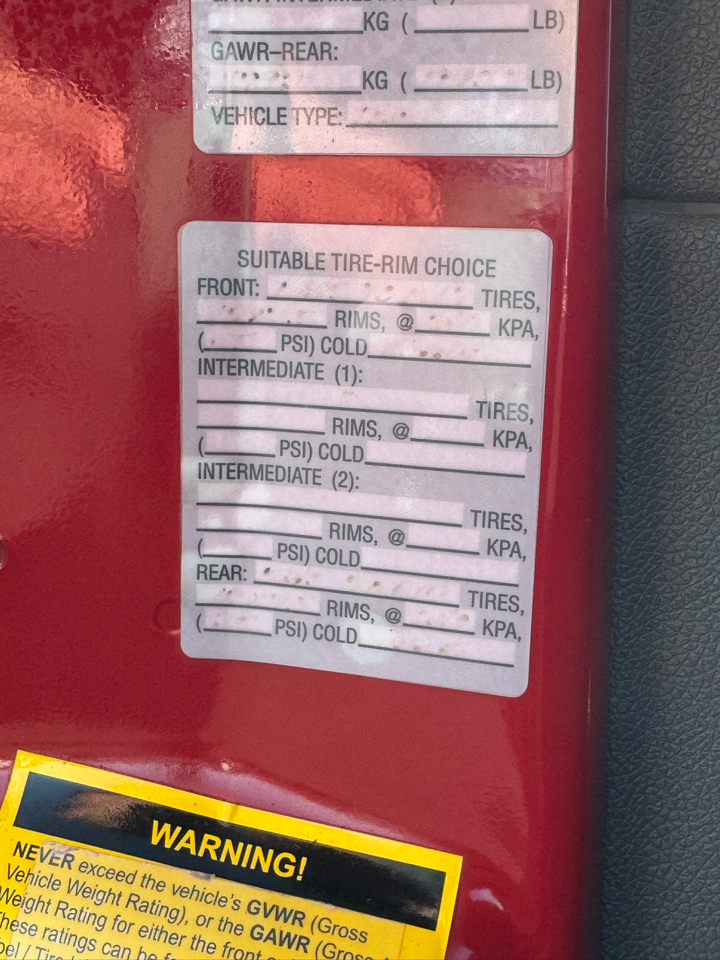 KG ( LB)
GAWR–REAR:
KG ( LB)
VEHICLE TYPE:
SUITABLE TIRE-RIM CHOICE
FRONT: TIRES,
RIMS, @ KPA,
( PSI) COLD
INTERMEDIATE (1):
TIRES,
RIMS, @ KPA,
( PSI) COLD
INTERMEDIATE (2):
TIRES,
RIMS, @ KPA,
( PSI) COLD
REAR: TIRES,
RIMS, @ KPA,
( PSI) COLD
WARNING!
NEVER exceed the vehicle's GVWR (Gross
Vehicle Weight Rating), or the GAWR (Gross
Weight Rating for either the front
These ratings can be